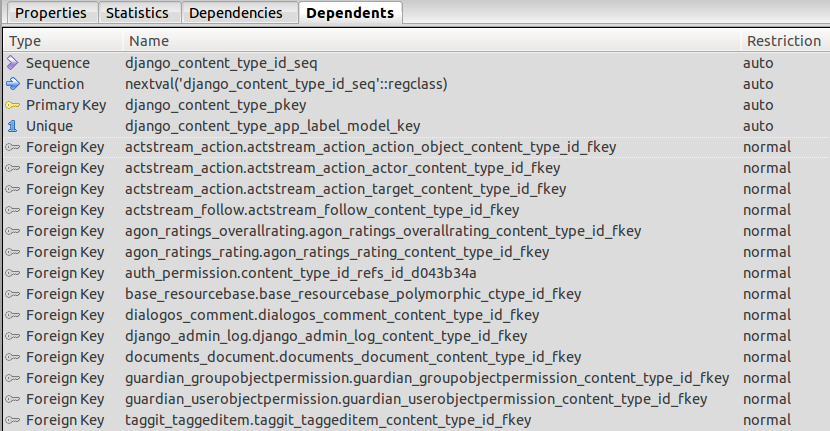 Properties Statistics Dependencies Dependents
Type Name Restriction
Sequence django_content_type_id_seq auto
Function nextval('django_content_type_id_seq'::regclass) auto
Primary Key django_content_type_pkey auto
Unique django_content_type_app_label_model_key auto
Foreign Key actstream_action.actstream_action_action_object_content_type_id_fkey normal
Foreign Key actstream_action.actstream_action_actor_content_type_id_fkey normal
Foreign Key actstream_action.actstream_action_target_content_type_id_fkey normal
Foreign Key actstream_follow.actstream_follow_content_type_id_fkey normal
Foreign Key agon_ratings_overallrating.agon_ratings_overallrating_content_type_id_fkey normal
Foreign Key agon_ratings_rating.agon_ratings_rating_content_type_id_fkey normal
Foreign Key auth_permission.content_type_id_refs_id_d043b34a normal
Foreign Key base_resourcebase.base_resourcebase_polymorphic_ctype_id_fkey normal
Foreign Key dialogos_comment.dialogos_comment_content_type_id_fkey normal
Foreign Key django_admin_log.django_admin_log_content_type_id_fkey normal
Foreign Key documents_document.documents_document_content_type_id_fkey normal
Foreign Key guardian_groupobjectpermission.guardian_groupobjectpermission_content_type_id_fkey normal
Foreign Key guardian_userobjectpermission.guardian_userobjectpermission_content_type_id_fkey normal
Foreign Key taggit_taggeditem.taggit_taggeditem_content_type_id_fkey normal